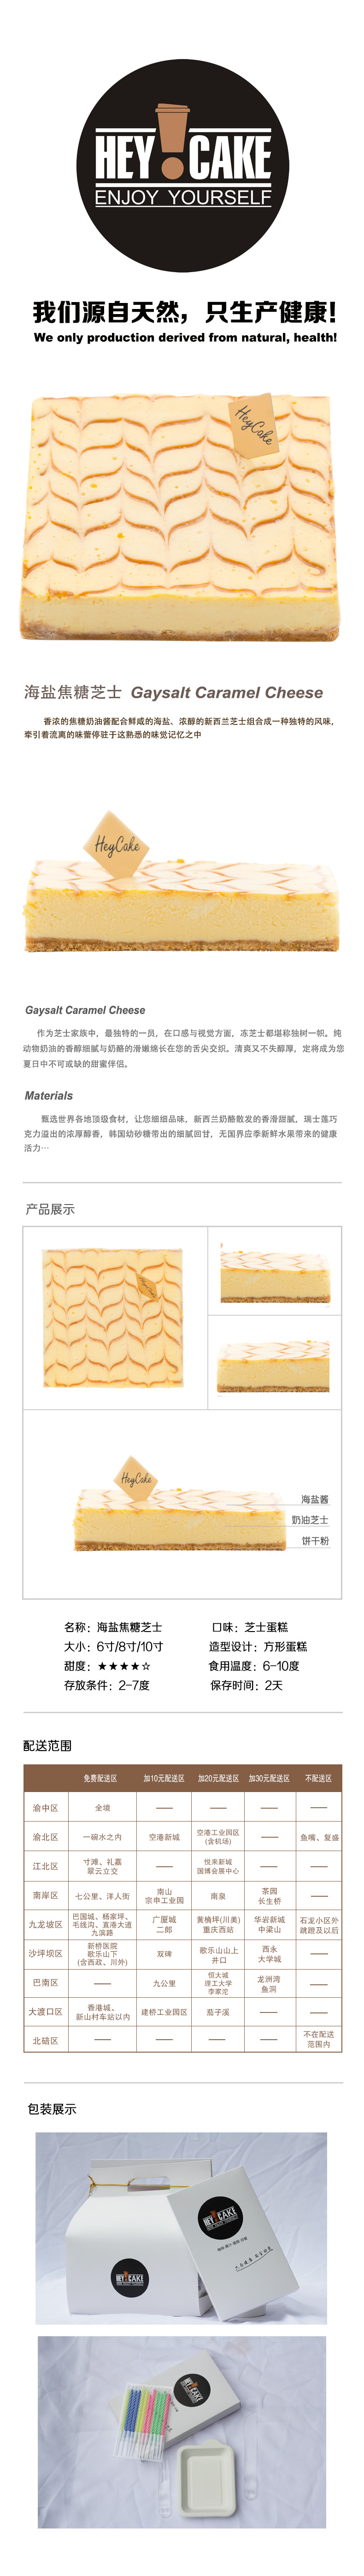 HEY CAKE
ENJOY YOURSELF
我们源自天然，只生产健康!
We only production derived from natural, health!
HeyCake
海盐焦糖芝士 Gaysalt Caramel Cheese
香浓的焦糖奶油酱配合鲜咸的海盐、浓醇的新西兰芝士组合成一种独特的风味，
牵引着流离的味蕾停驻于这熟悉的味觉记忆之中
HeyCake
Gaysalt Caramel Cheese
作为芝士家族中，最独特的一员，在口感与视觉方面，冻芝士都堪称独树一帜。纯
动物奶油的香醇细腻与奶酪的滑嫩绵长在您的舌尖交织。清爽又不失醇厚，定将成为您
夏日中不可或缺的甜蜜伴侣。
Materials
甄选世界各地顶级食材，让您细细品味，新西兰奶酪散发的香滑甜腻，瑞士莲巧
克力溢出的浓厚醇香，韩国幼砂糖带出的细腻回甘，无国界应季新鲜水果带来的健康
活力…
产品展示
HeyCake
HeyCake
海盐酱
奶油芝士
饼干粉
名称：海盐焦糖芝士 口味：芝士蛋糕
大小：6寸/8寸/10寸 造型设计：方形蛋糕
甜度：★★★★☆ 食用温度：6-10度
存放条件：2-7度 保存时间：2天
配送范围
免费配送区 加10元配送区 加20元配送区 加30元配送区 不配送区
渝中区 全境 —— —— —— ——
渝北区 一碗水之内 空港新城 空港工业园区 (含机场) —— 鱼嘴、复盛
江北区 寸滩、礼嘉 翠云立交 —— 悦来新城 国博会展中心 —— ——
南岸区 七公里、洋人街 南山 宗申工业园 南泉 茶园 长生桥 ——
九龙坡区 巴国城、杨家坪、毛线沟、直港大道 九滨路 广厦城 二郎 黄桷坪(川美) 重庆西站 华岩新城 中梁山 石龙小区外 跳蹬及以后
沙坪坝区 新桥医院 歌乐山下 (含西政、川外) 双碑 歌乐山山上 井口 西永 大学城 ——
巴南区 —— 九公里 恒大城 理工大学 李家沱 龙洲湾 鱼洞 ——
大渡口区 香港城、 新山村车站以内 建桥工业园区 茄子溪 —— ——
北碚区 —— —— —— —— 不在配送 范围内
包装展示
HEY CAKE
ENJOY YOURSELF
HEY CAKE
HEY CAKE